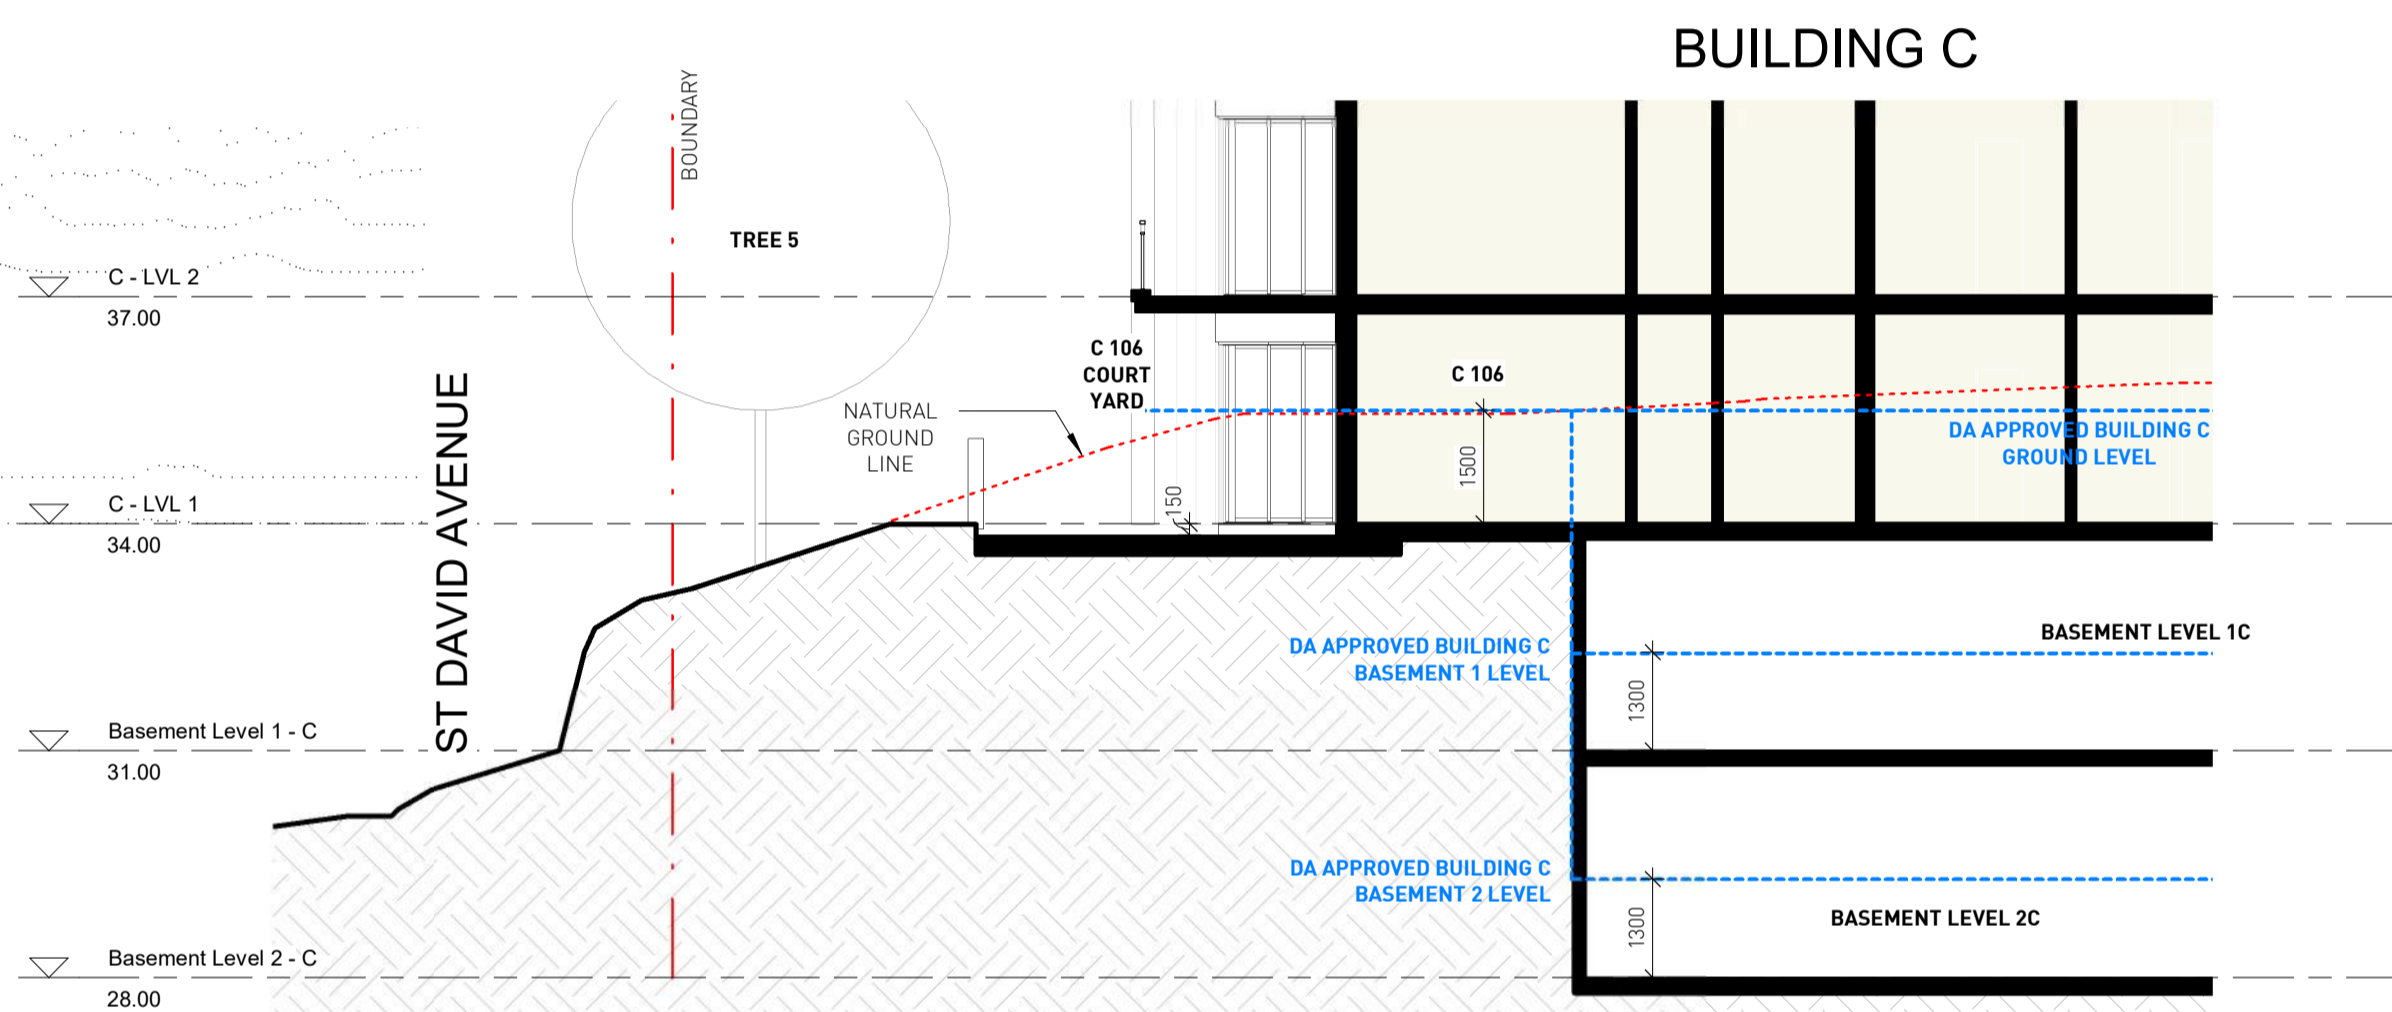 BUILDING C
BOUNDARY
TREE 5
C - LVL 2
37.00
C 106
COURT
YARD
C 106
NATURAL
GROUND
LINE
DA APPROVED BUILDING C
GROUND LEVEL
1500
150
C - LVL 1
34.00
ST DAVID AVENUE
DA APPROVED BUILDING C
BASEMENT 1 LEVEL
BASEMENT LEVEL 1C
1300
Basement Level 1 - C
31.00
DA APPROVED BUILDING C
BASEMENT 2 LEVEL
1300
BASEMENT LEVEL 2C
Basement Level 2 - C
28.00